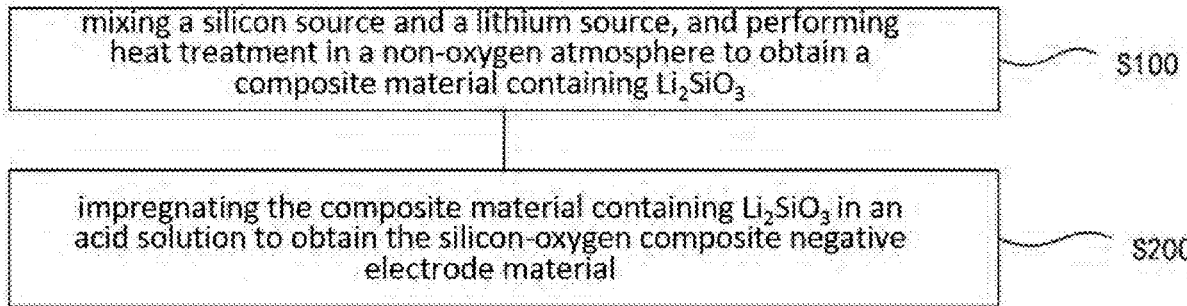 mixing a silicon source and a lithium source, and performing
heat treatment in a non-oxygen atmosphere to obtain a
composite material containing Li₂SiO₃
S100
impregnating the composite material containing Li₂SiO₃ in an
acid solution to obtain the silicon-oxygen composite negative
electrode material
S200